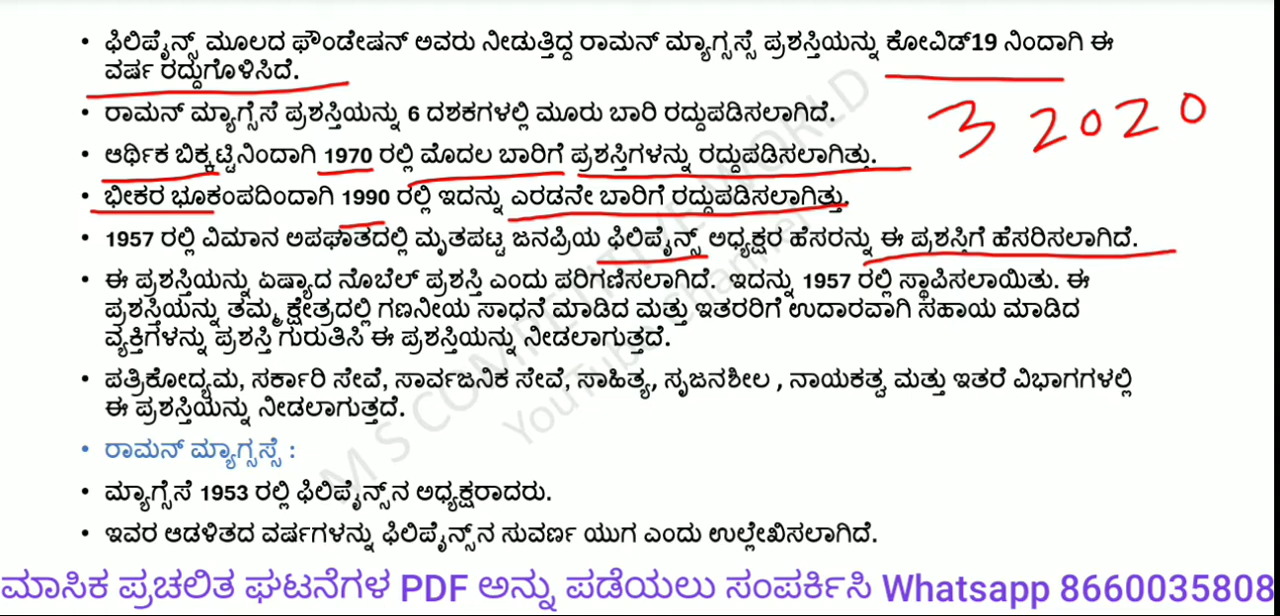 • ಫಿಲಿಪೈನ್ಸ್ ಮೂಲದ ಫೌಂಡೇಷನ್ ಅವರು ನೀಡುತ್ತಿದ್ದ ರಾಮನ್ ಮ್ಯಾಗ್ಸಸ್ಸೆ ಪ್ರಶಸ್ತಿಯನ್ನು ಕೋವಿಡ್19 ನಿಂದಾಗಿ ಈ
ವರ್ಷ ರದ್ದುಗೊಳಿಸಿದೆ.
• ರಾಮನ್ ಮ್ಯಾಗ್ಸೆಸೆ ಪ್ರಶಸ್ತಿಯನ್ನು 6 ದಶಕಗಳಲ್ಲಿ ಮೂರು ಬಾರಿ ರದ್ದುಪಡಿಸಲಾಗಿದೆ.
3 2020
• ಆರ್ಥಿಕ ಬಿಕ್ಕಟ್ಟಿನಿಂದಾಗಿ 1970 ರಲ್ಲಿ ಮೊದಲ ಬಾರಿಗೆ ಪ್ರಶಸ್ತಿಗಳನ್ನು ರದ್ದುಪಡಿಸಲಾಗಿತ್ತು.
• ಭೀಕರ ಭೂಕಂಪದಿಂದಾಗಿ 1990 ರಲ್ಲಿ ಇದನ್ನು ಎರಡನೇ ಬಾರಿಗೆ ರದ್ದುಪಡಿಸಲಾಗಿತ್ತು.
• 1957 ರಲ್ಲಿ ವಿಮಾನ ಅಪಘಾತದಲ್ಲಿ ಮೃತಪಟ್ಟ ಜನಪ್ರಿಯ ಫಿಲಿಪೈನ್ಸ್ ಅಧ್ಯಕ್ಷರ ಹೆಸರನ್ನು ಈ ಪ್ರಶಸ್ತಿಗೆ ಹೆಸರಿಸಲಾಗಿದೆ.
• ಈ ಪ್ರಶಸ್ತಿಯನ್ನು ಏಷ್ಯಾದ ನೊಬೆಲ್ ಪ್ರಶಸ್ತಿ ಎಂದು ಪರಿಗಣಿಸಲಾಗಿದೆ. ಇದನ್ನು 1957 ರಲ್ಲಿ ಸ್ಥಾಪಿಸಲಾಯಿತು. ಈ
ಪ್ರಶಸ್ತಿಯನ್ನು ತಮ್ಮ ಕ್ಷೇತ್ರದಲ್ಲಿ ಗಣನೀಯ ಸಾಧನೆ ಮಾಡಿದ ಮತ್ತು ಇತರರಿಗೆ ಉದಾರವಾಗಿ ಸಹಾಯ ಮಾಡಿದ
ವ್ಯಕ್ತಿಗಳನ್ನು ಪ್ರಶಸ್ತಿ ಗುರುತಿಸಿ ಈ ಪ್ರಶಸ್ತಿಯನ್ನು ನೀಡಲಾಗುತ್ತದೆ.
• ಪತ್ರಿಕೋದ್ಯಮ, ಸರ್ಕಾರಿ ಸೇವೆ, ಸಾರ್ವಜನಿಕ ಸೇವೆ, ಸಾಹಿತ್ಯ, ಸೃಜನಶೀಲ , ನಾಯಕತ್ವ ಮತ್ತು ಇತರೆ ವಿಭಾಗಗಳಲ್ಲಿ
ಈ ಪ್ರಶಸ್ತಿಯನ್ನು ನೀಡಲಾಗುತ್ತದೆ.
• ರಾಮನ್ ಮ್ಯಾಗ್ಸಸ್ಸೆ :
• ಮ್ಯಾಗ್ಸೆಸೆ 1953 ರಲ್ಲಿ ಫಿಲಿಪೈನ್ಸ್‌ನ ಅಧ್ಯಕ್ಷರಾದರು.
• ಇವರ ಆಡಳಿತದ ವರ್ಷಗಳನ್ನು ಫಿಲಿಪೈನ್ಸ್‌ನ ಸುವರ್ಣ ಯುಗ ಎಂದು ಉಲ್ಲೇಖಿಸಲಾಗಿದೆ.
M S COMPETITIVE WORLD
YouTube channel
ಮಾಸಿಕ ಪ್ರಚಲಿತ ಘಟನೆಗಳ PDF ಅನ್ನು ಪಡೆಯಲು ಸಂಪರ್ಕಿಸಿ Whatsapp 8660035808